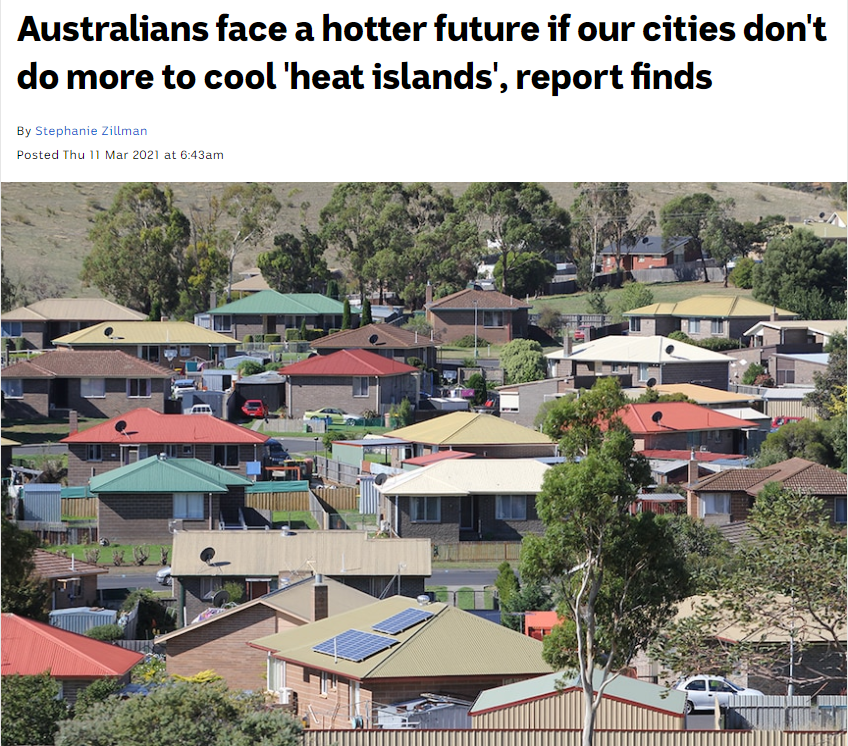 Australians face a hotter future if our cities don't
do more to cool 'heat islands', report finds
By Stephanie Zillman
Posted Thu 11 Mar 2021 at 6:43am